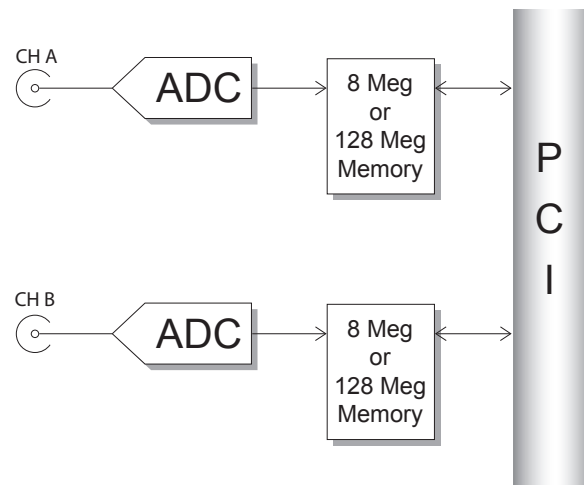 CH A
ADC
8 Meg
or
128 Meg
Memory
P
C
I
CH B
ADC
8 Meg
or
128 Meg
Memory